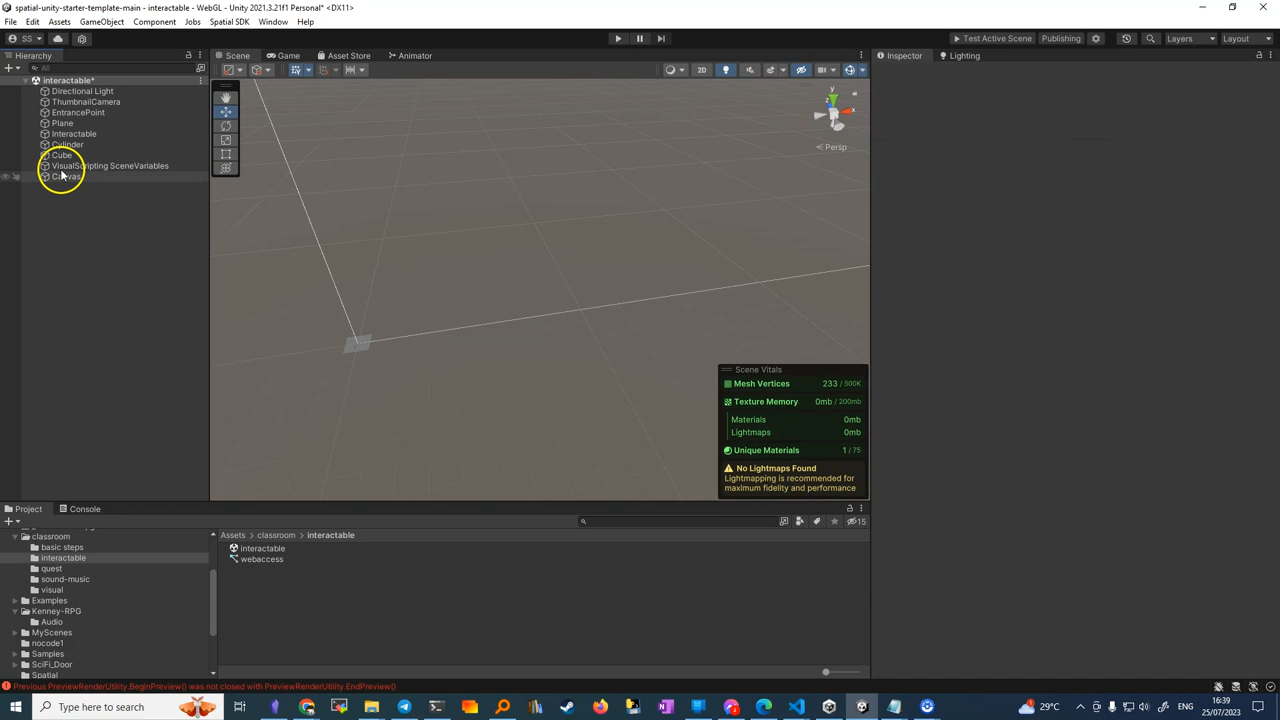 spatial-unity-starter-template-main - interactable - WebGL - Unity 2021.3.21f1 Personal* <DX11>
File Edit Assets GameObject Component Jobs Spatial SDK Window Help
SS Test Active Scene Publishing Layers Layout
Hierarchy Scene Game Asset Store Animator Inspector Lighting
All 2D
interactable*
Directional Light
ThumbnailCamera
EntrancePoint
Plane
Interactable
Cylinder
Cube
VisualScripting SceneVariables
Canvas
y
z
x
Persp
Scene Vitals
Mesh Vertices 233 / 500K
Texture Memory 0mb / 200mb
Materials 0mb
Lightmaps 0mb
Unique Materials 1 / 75
No Lightmaps Found
Lightmapping is recommended for
maximum fidelity and performance
Project Console
15
classroom
basic steps
interactable
quest
sound-music
visual
Examples
Kenney-RPG
Audio
MyScenes
nocode1
Samples
SciFi_Door
Spatial
Assets classroom interactable
interactable
webaccess
Previous PreviewRenderUtility.BeginPreview() was not closed with PreviewRenderUtility.EndPreview()
Type here to search
29°C ENG 16:39
25/07/2023